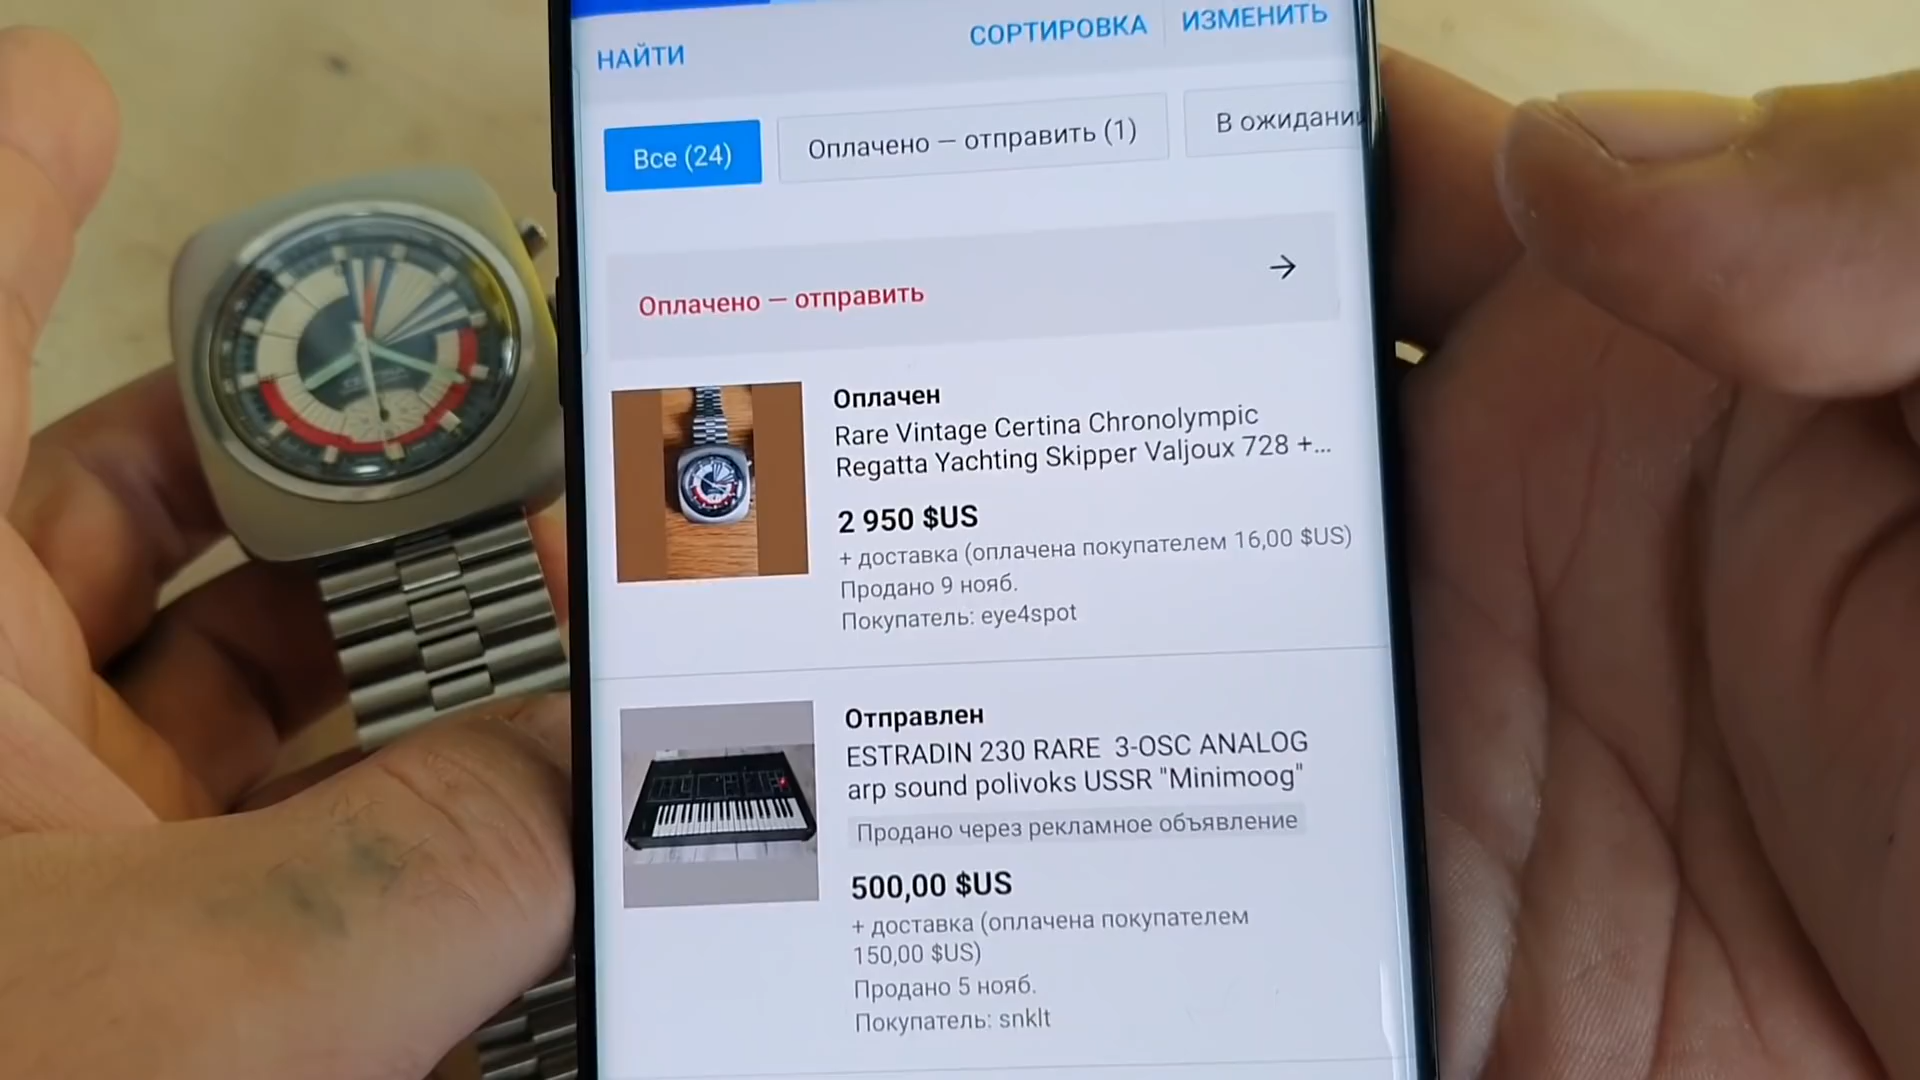 НАЙТИ
СОРТИРОВКА
ИЗМЕНИТЬ
Все (24)
Оплачено — отправить (1)
В ожидании
Оплачено — отправить
Оплачен
Rare Vintage Certina Chronolympic
Regatta Yachting Skipper Valjoux 728 +...
2 950 $US
+ доставка (оплачена покупателем 16,00 $US)
Продано 9 нояб.
Покупатель: eye4spot
Отправлен
ESTRADIN 230 RARE 3-OSC ANALOG
arp sound polivoks USSR "Minimoog"
Продано через рекламное объявление
500,00 $US
+ доставка (оплачена покупателем
150,00 $US)
Продано 5 нояб.
Покупатель: snklt